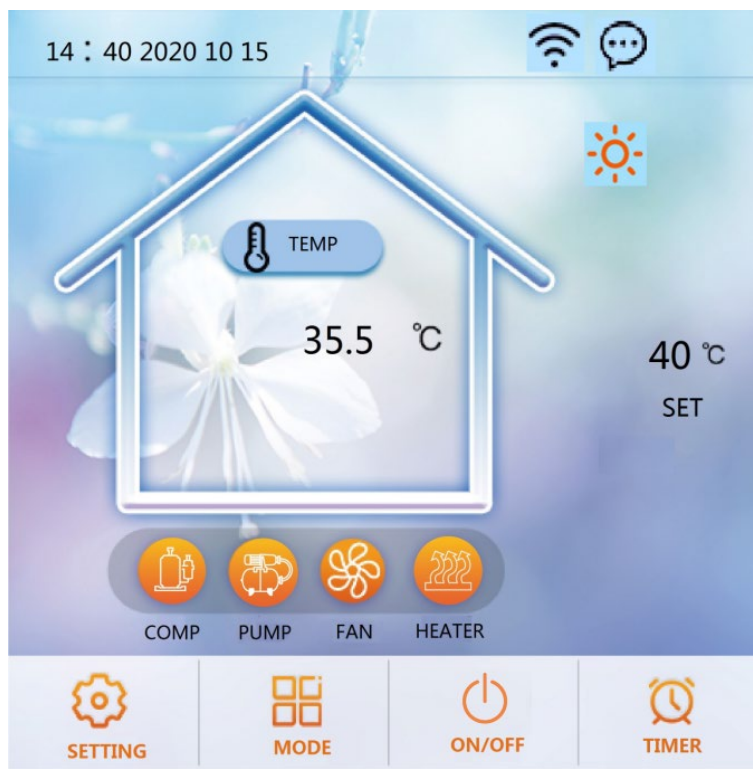 14 : 40 2020 10 15
TEMP
35.5 ℃
40 ℃
SET
COMP PUMP FAN HEATER
SETTING MODE ON/OFF TIMER